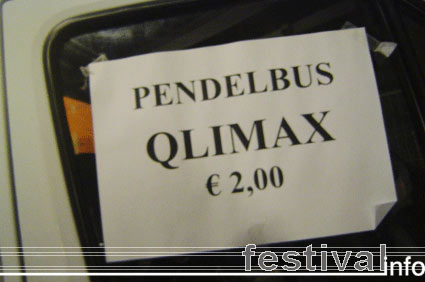 PENDELBUS
QLIMAX
€ 2,00
festival
info